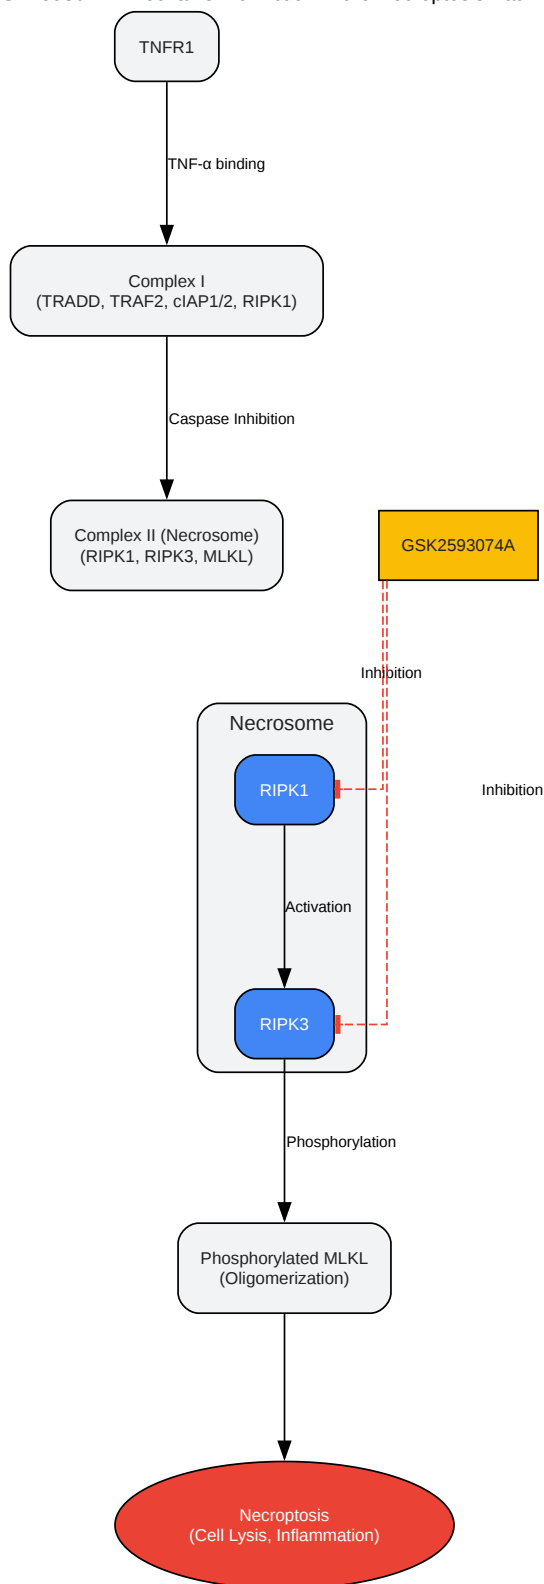 TNFR1
TNF-α binding
Complex I
(TRADD, TRAF2, cIAP1/2, RIPK1)
Caspase Inhibition
Complex II (Necrosome)
(RIPK1, RIPK3, MLKL)
GSK2593074A
Inhibition
Necrosome
RIPK1
Inhibition
Activation
RIPK3
Phosphorylation
Phosphorylated MLKL
(Oligomerization)
Necroptosis
(Cell Lysis, Inflammation)